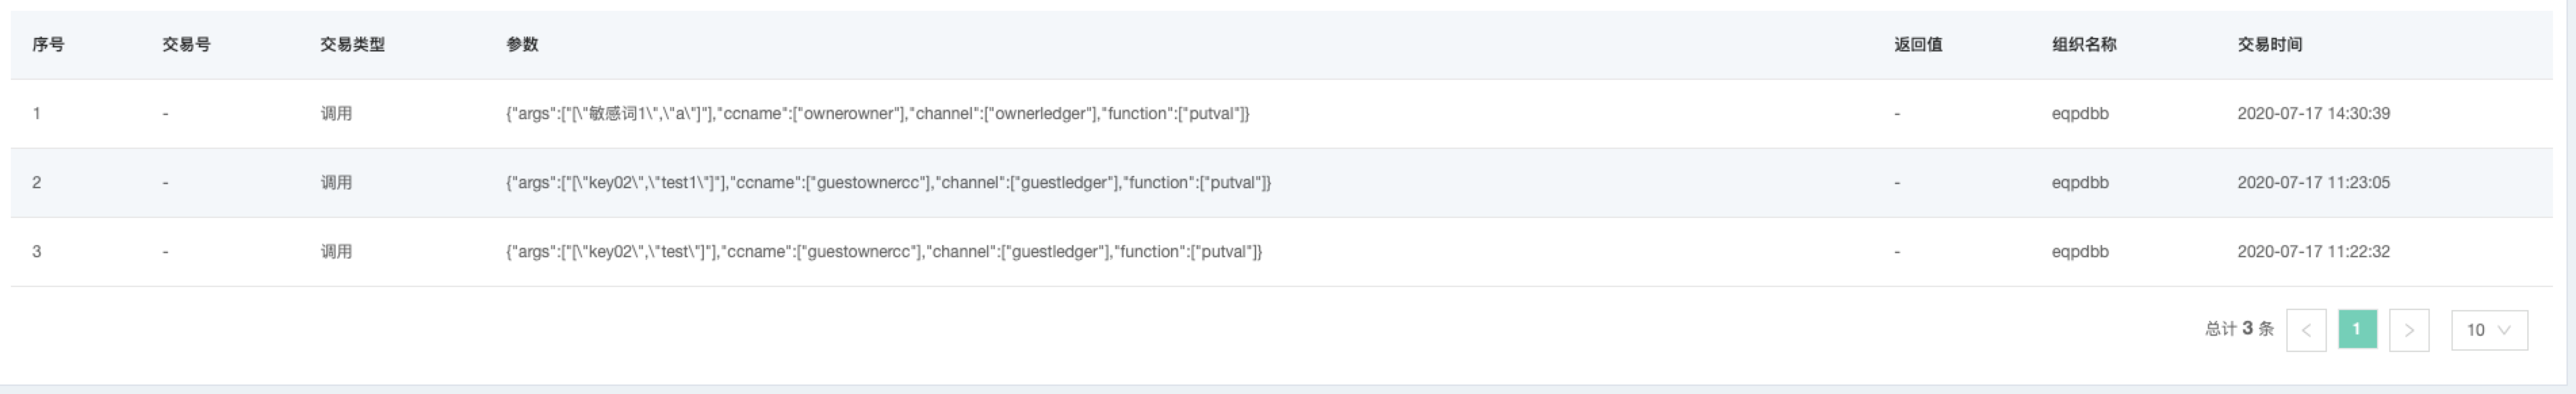 序号 交易号 交易类型 参数 返回值 组织名称 交易时间
1 - 调用 {"args":["[\"敏感词1\",\"a\"]"],"ccname":["ownerowner"],"channel":["ownerledger"],"function":["putval"]} - eqpdbb 2020-07-17 14:30:39
2 - 调用 {"args":["[\"key02\",\"test1\"]"],"ccname":["guestownercc"],"channel":["guestledger"],"function":["putval"]} - eqpdbb 2020-07-17 11:23:05
3 - 调用 {"args":["[\"key02\",\"test\"]"],"ccname":["guestownercc"],"channel":["guestledger"],"function":["putval"]} - eqpdbb 2020-07-17 11:22:32
总计 3 条 < 1 > 10